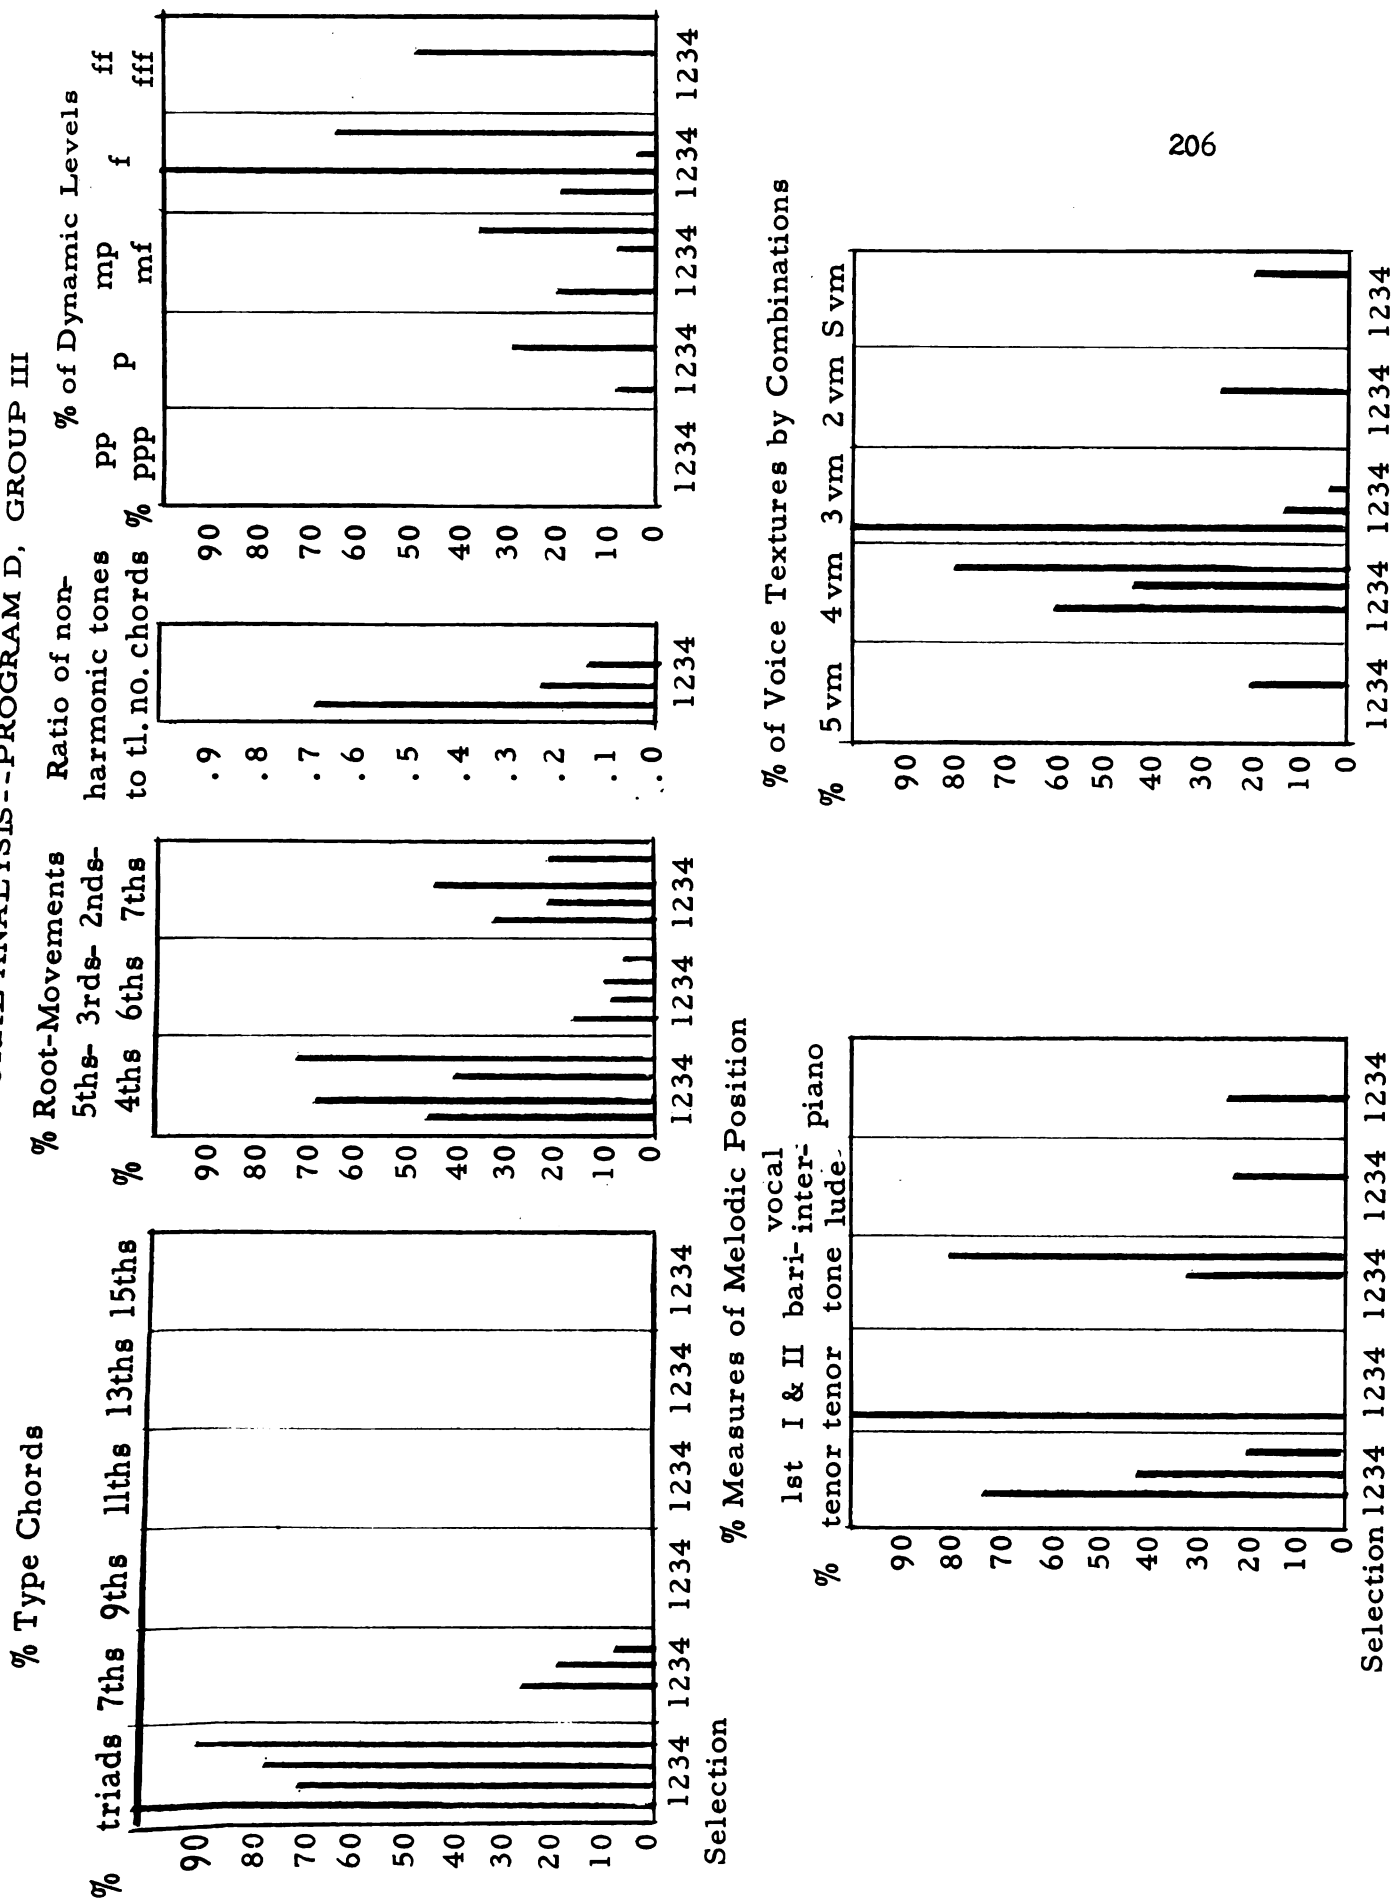 ANALYSIS--PROGRAM D, GROUP III
% Type Chords
% triads 7ths 9ths 11ths 13ths 15ths
90
80
70
60
50
40
30
20
10
0
1234 1234 1234 1234 1234 1234
Selection
% Root-Movements
5ths- 3rds- 2nds-
% 4ths 6ths 7ths
90
80
70
60
50
40
30
20
10
0
1234 1234 1234
Ratio of non-
harmonic tones
to tl. no. chords
.9
.8
.7
.6
.5
.4
.3
.2
.1
.0
1234
% of Dynamic Levels
pp p mp f ff
% ppp mf fff
90
80
70
60
50
40
30
20
10
0
1234 1234 1234 1234 1234
% Measures of Melodic Position
vocal
1st I & II bari- inter-
% tenor tenor tone lude- piano
90
80
70
60
50
40
30
20
10
0
Selection 1234 1234 1234 1234 1234
% of Voice Textures by Combinations
% 5 vm 4 vm 3 vm 2 vm S vm
90
80
70
60
50
40
30
20
10
0
1234 1234 1234 1234 1234
206